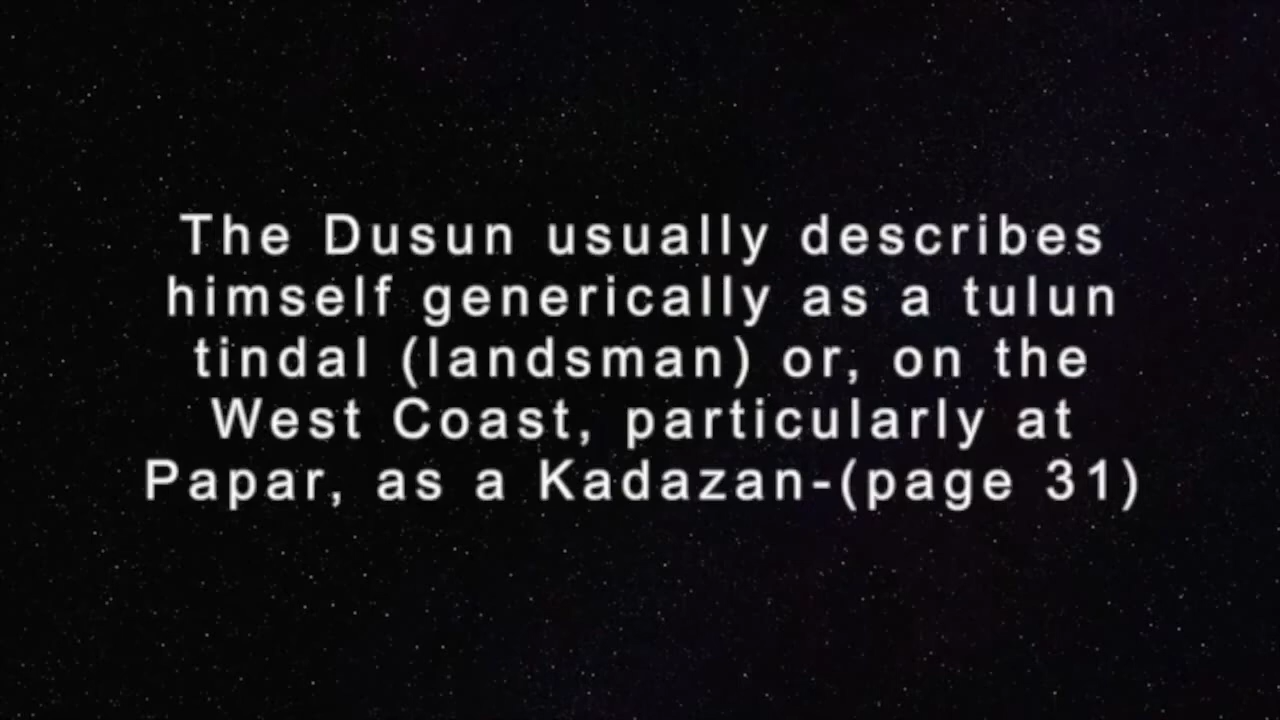 The Dusun usually describes
himself generically as a tulun
tindal (landsman) or, on the
West Coast, particularly at
Papar, as a Kadazan-(page 31)